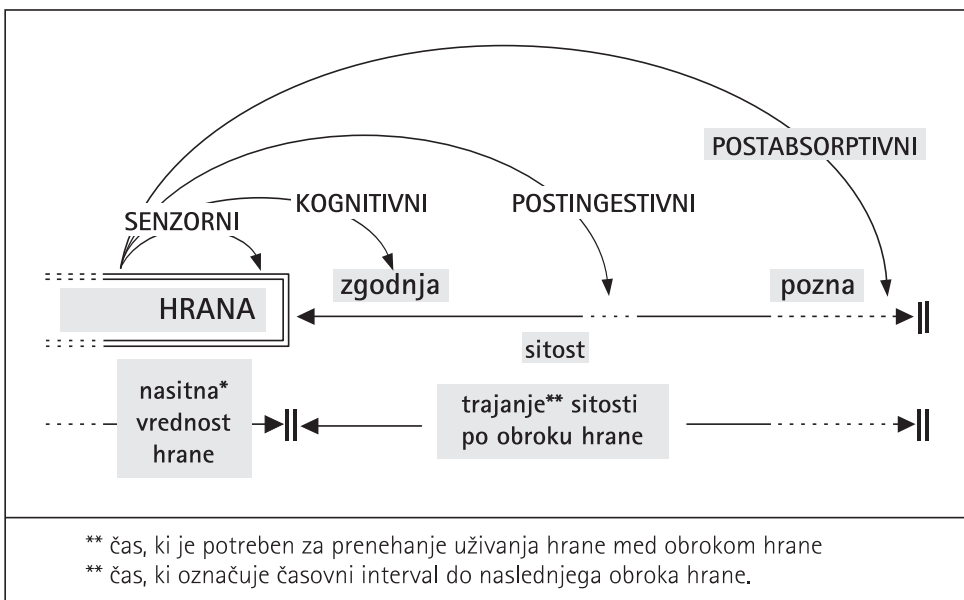 POSTABSORPTIVNI
KOGNITIVNI
POSTINGESTIVNI
SENZORNI
zgodnja
pozna
HRANA
sitost
nasitna*
vrednost
hrane
trajanje** sitosti
po obroku hrane
** čas, ki je potreben za prenehanje uživanja hrane med obrokom hrane
** čas, ki označuje časovni interval do naslednjega obroka hrane.